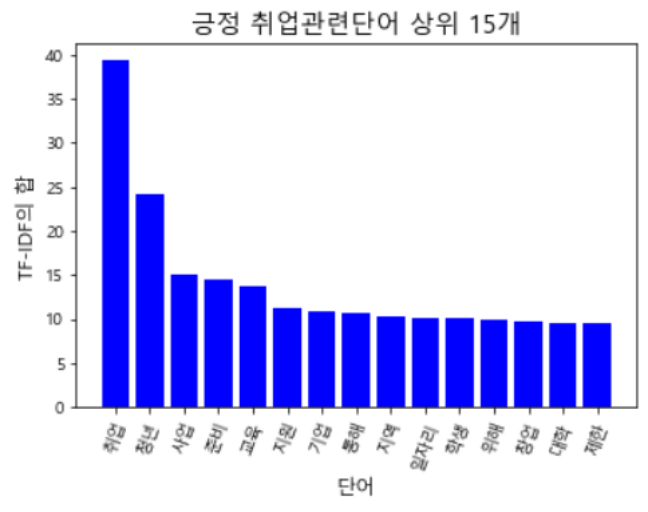 긍정 취업관련단어 상위 15개
TF-IDF의 합
40
35
30
25
20
15
10
5
0
취업
청년
사업
준비
교육
지원
기업
통해
지역
일자리
학생
위해
창업
대학
제한
단어